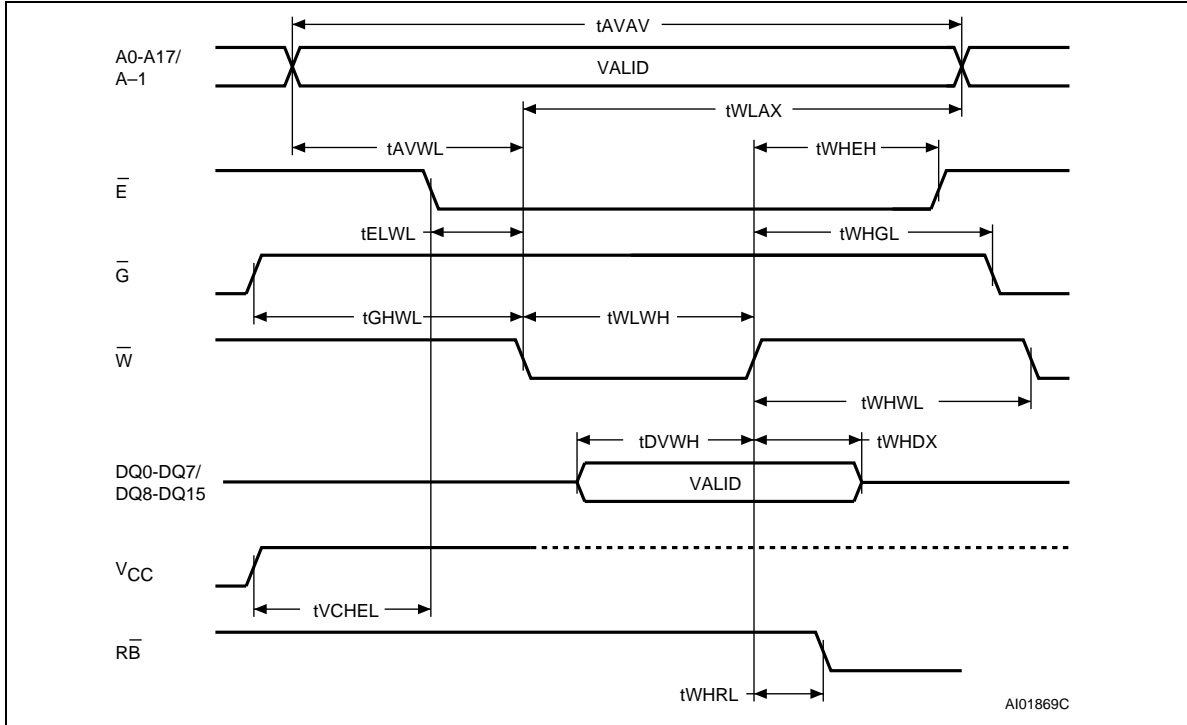 tAVAV
A0-A17/
A–1
VALID
tWLAX
tAVWL
tWHEH
E̅
tELWL
tWHGL
G̅
tGHWL
tWLWH
W̅
tWHWL
tDVWH
tWHDX
DQ0-DQ7/
DQ8-DQ15
VALID
VCC
tVCHEL
RB̅
tWHRL
AI01869C